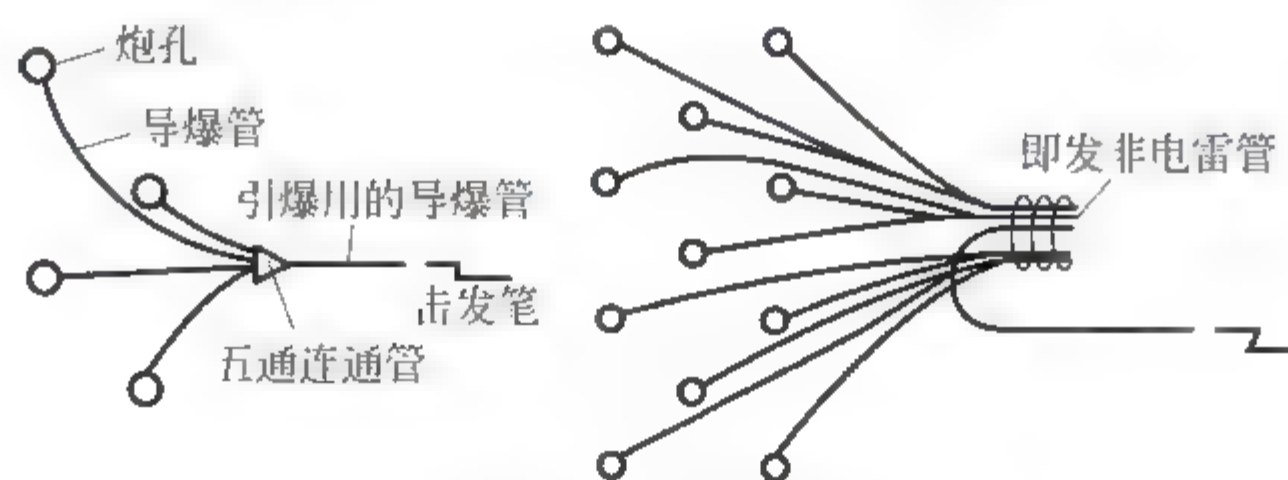 炮孔
导爆管
引爆用的导爆管
击发笔
五通连通管
即发非电雷管